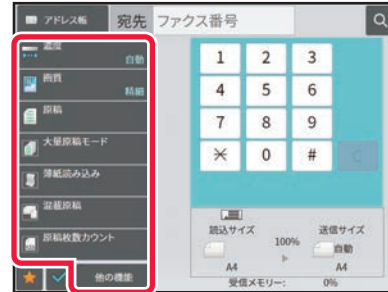 アドレス帳
宛先
ファクス番号
濃度
自動
画質
精細
原稿
大量原稿モード
薄紙読み込み
混載原稿
原稿枚数カウント
他の機能
1
2
3
4
5
6
7
8
9
0
#
C
読込サイズ
100%
送信サイズ
自動
A4
A4
受信メモリー:
0%